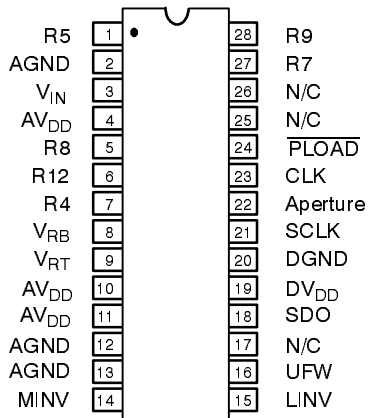 R5 1 28 R9
AGND 2 27 R7
VIN 3 26 N/C
AVDD 4 25 N/C
R8 5 24 PLOAD
R12 6 23 CLK
R4 7 22 Aperture
VRB 8 21 SCLK
VRT 9 20 DGND
AVDD 10 19 DVDD
AVDD 11 18 SDO
AGND 12 17 N/C
AGND 13 16 UFW
MINV 14 15 LINV